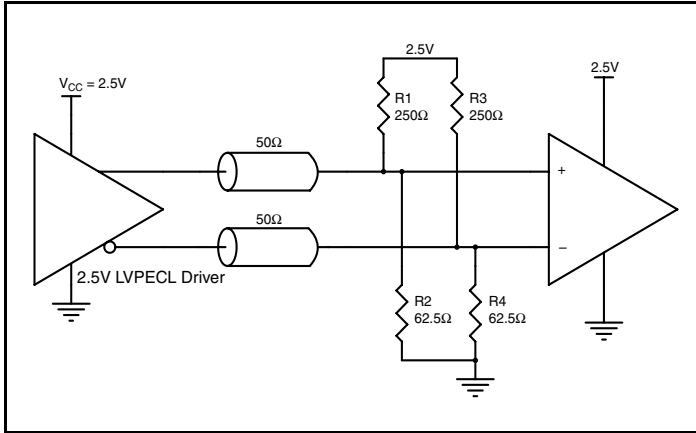 2.5V
V_CC = 2.5V
2.5V
R1
250Ω
R3
250Ω
50Ω
+
50Ω
−
2.5V LVPECL Driver
R2
62.5Ω
R4
62.5Ω